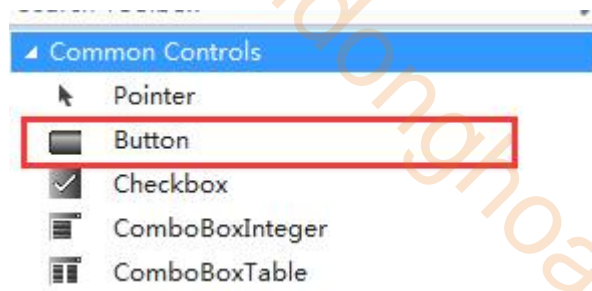 Common Controls
Pointer
Button
Checkbox
ComboBoxInteger
ComboBoxTable